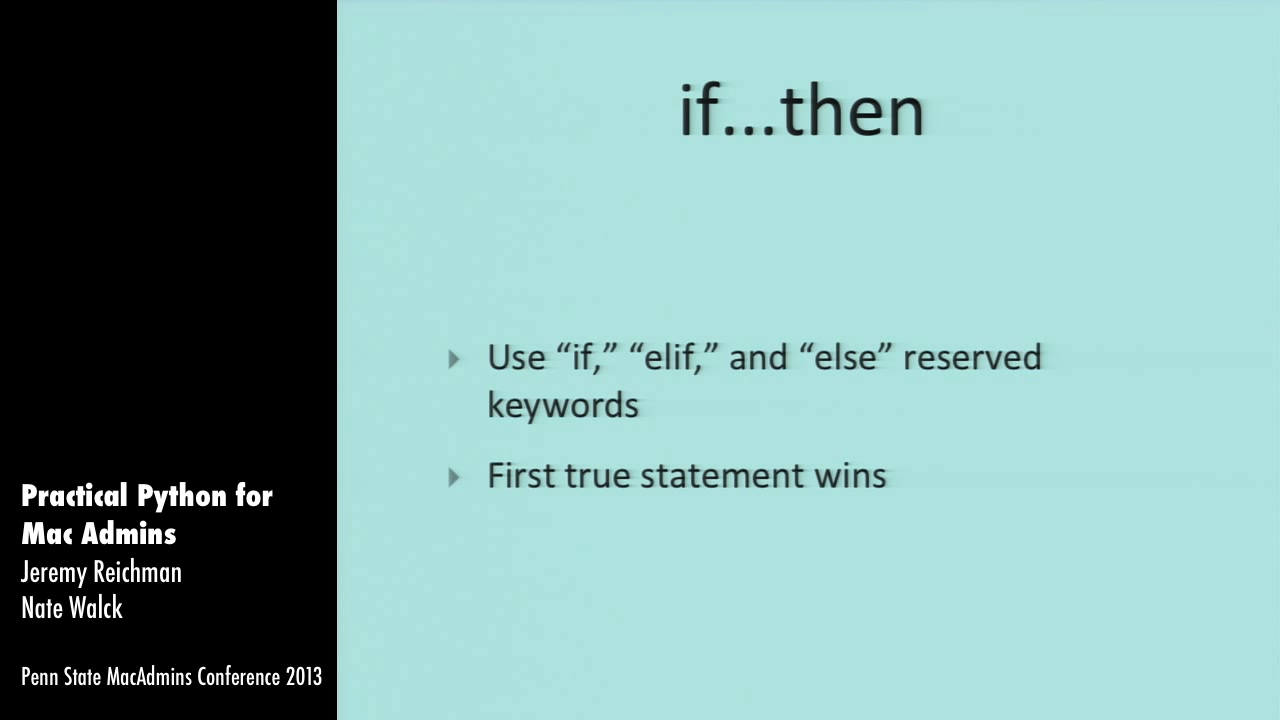 if...then
Use “if,” “elif,” and “else” reserved
keywords
First true statement wins
Practical Python for
Mac Admins
Jeremy Reichman
Nate Walck
Penn State MacAdmins Conference 2013